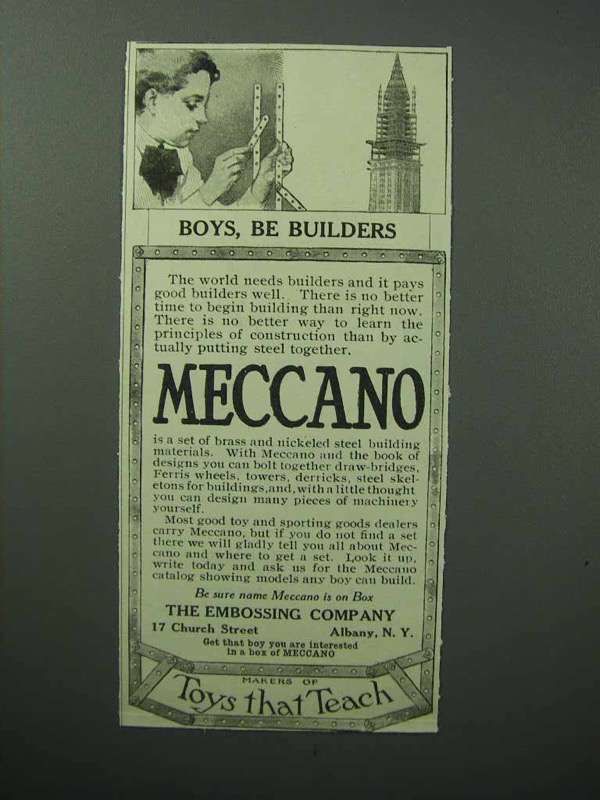 BOYS, BE BUILDERS
The world needs builders and it pays
good builders well. There is no better
time to begin building than right now.
There is no better way to learn the
principles of construction than by ac-
tually putting steel together.
MECCANO
is a set of brass and nickeled steel building
materials. With Meccano and the book of
designs you can bolt together draw-bridges,
Ferris wheels, towers, derricks, steel skel-
etons for buildings, and, with a little thought
you can design many pieces of machinery
yourself.
Most good toy and sporting goods dealers
carry Meccano, but if you do not find a set
there we will gladly tell you all about Mec-
cano and where to get a set. Look it up,
write today and ask us for the Meccano
catalog showing models any boy can build.
Be sure name Meccano is on Box
THE EMBOSSING COMPANY
17 Church Street Albany, N. Y.
Get that boy you are interested
in a box of MECCANO
MAKERS OF
Toys that Teach